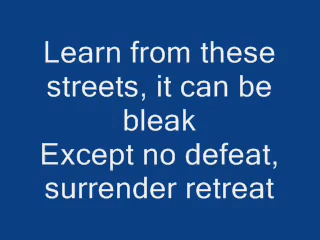 Learn from these
streets, it can be
bleak
Except no defeat,
surrender retreat